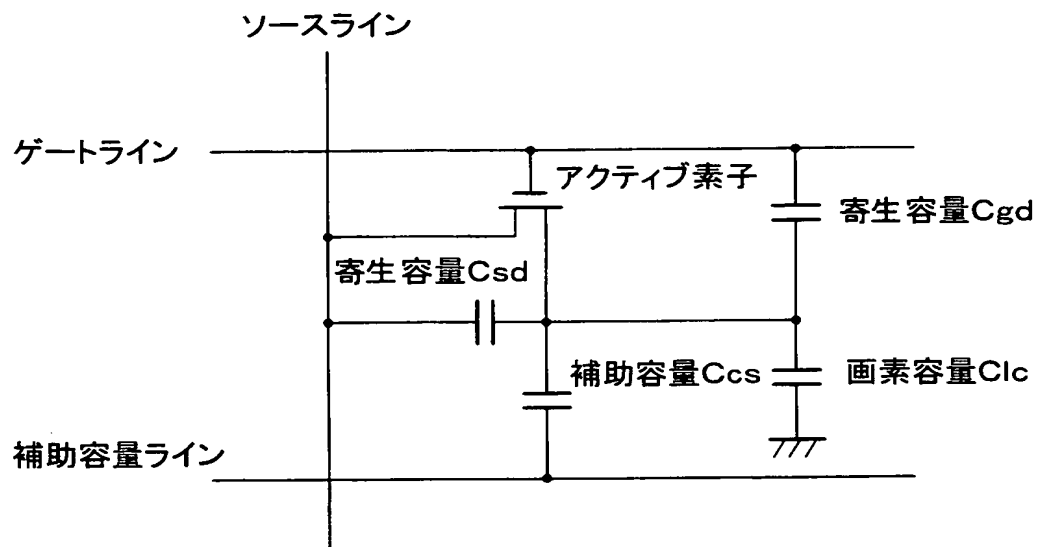 ソースライン
ゲートライン
アクティブ素子
寄生容量Cgd
寄生容量Csd
補助容量Ccs
画素容量Clc
補助容量ライン